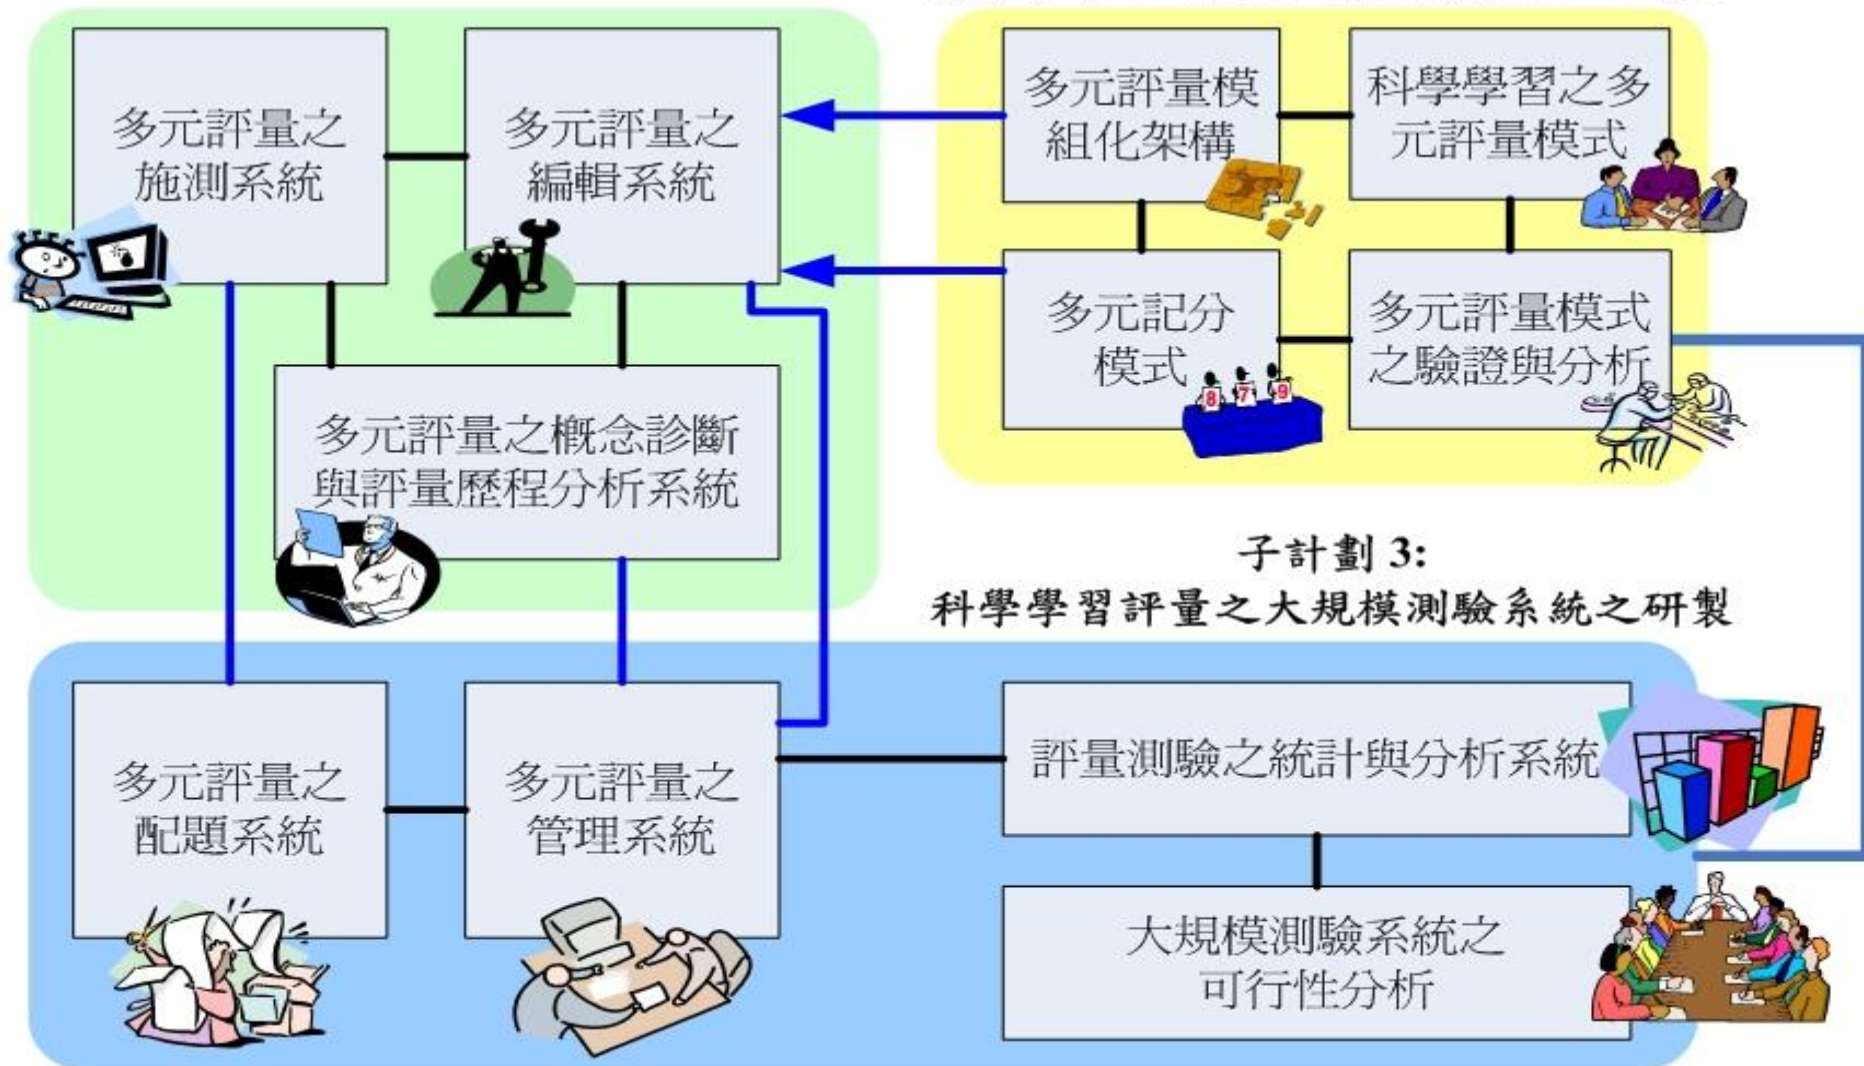 多元評量之
施測系統
多元評量之
編輯系統
多元評量之概念診斷
與評量歷程分析系統
多元評量模
組化架構
科學學習之多
元評量模式
多元記分
模式
8 7 9
多元評量模式
之驗證與分析
子計劃 3:
科學學習評量之大規模測驗系統之研製
多元評量之
配題系統
多元評量之
管理系統
評量測驗之統計與分析系統
大規模測驗系統之
可行性分析